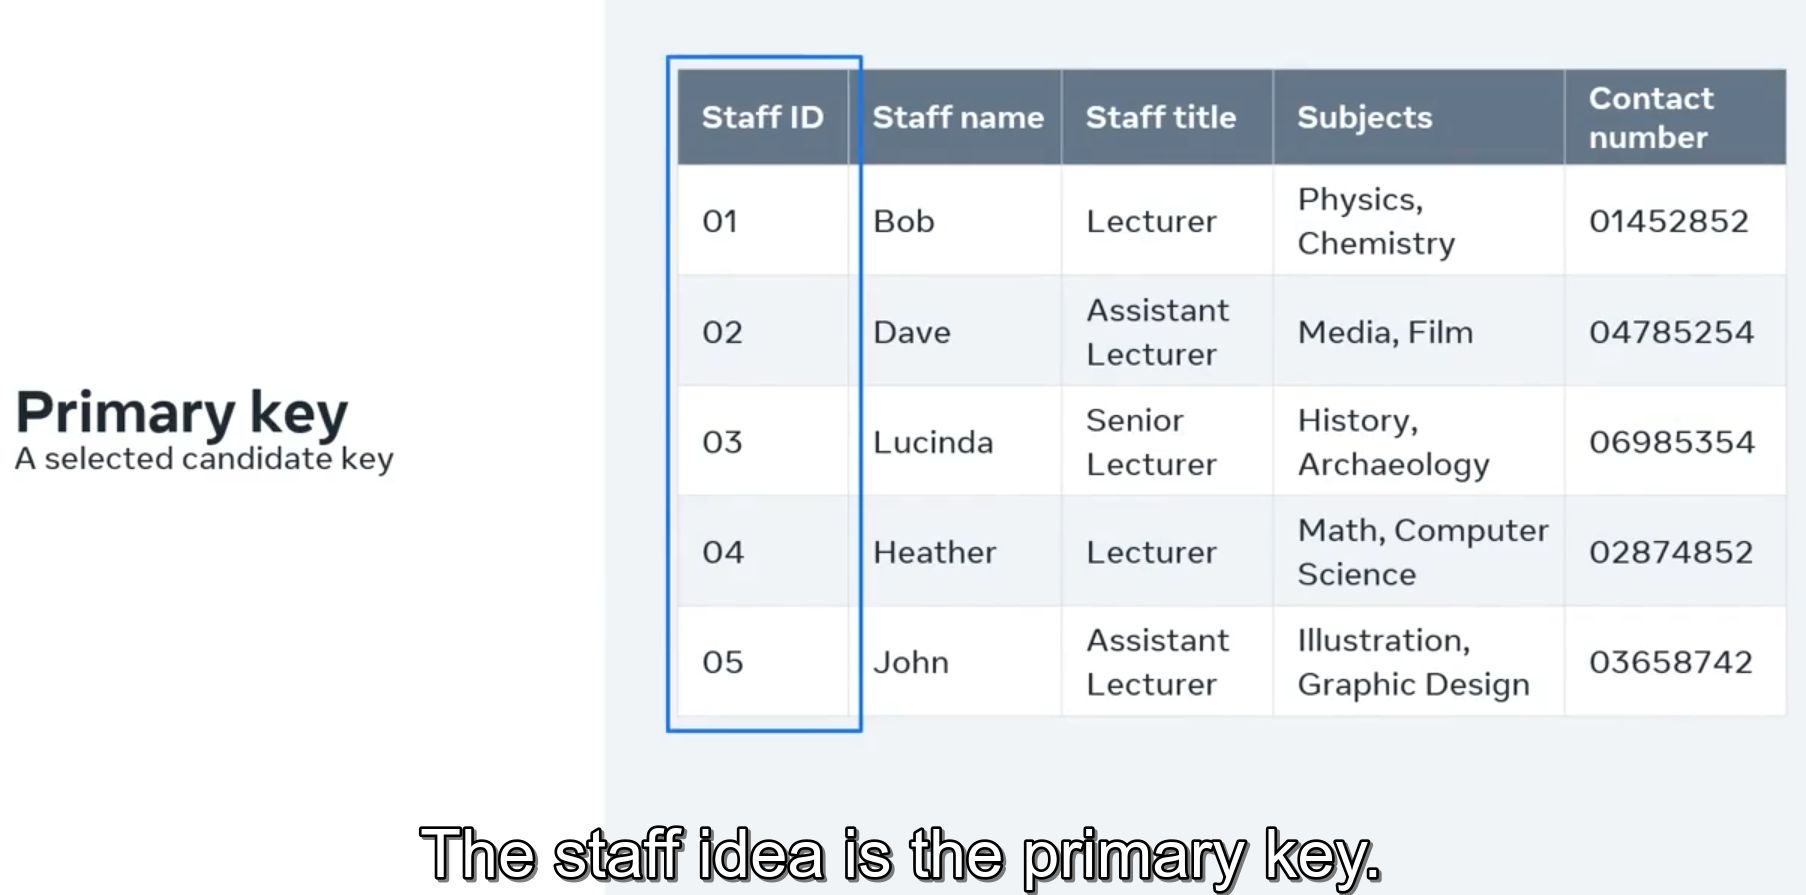 Primary key
A selected candidate key
Staff ID Staff name Staff title Subjects Contact number
01 Bob Lecturer Physics, Chemistry 01452852
02 Dave Assistant Lecturer Media, Film 04785254
03 Lucinda Senior Lecturer History, Archaeology 06985354
04 Heather Lecturer Math, Computer Science 02874852
05 John Assistant Lecturer Illustration, Graphic Design 03658742
The staff idea is the primary key.